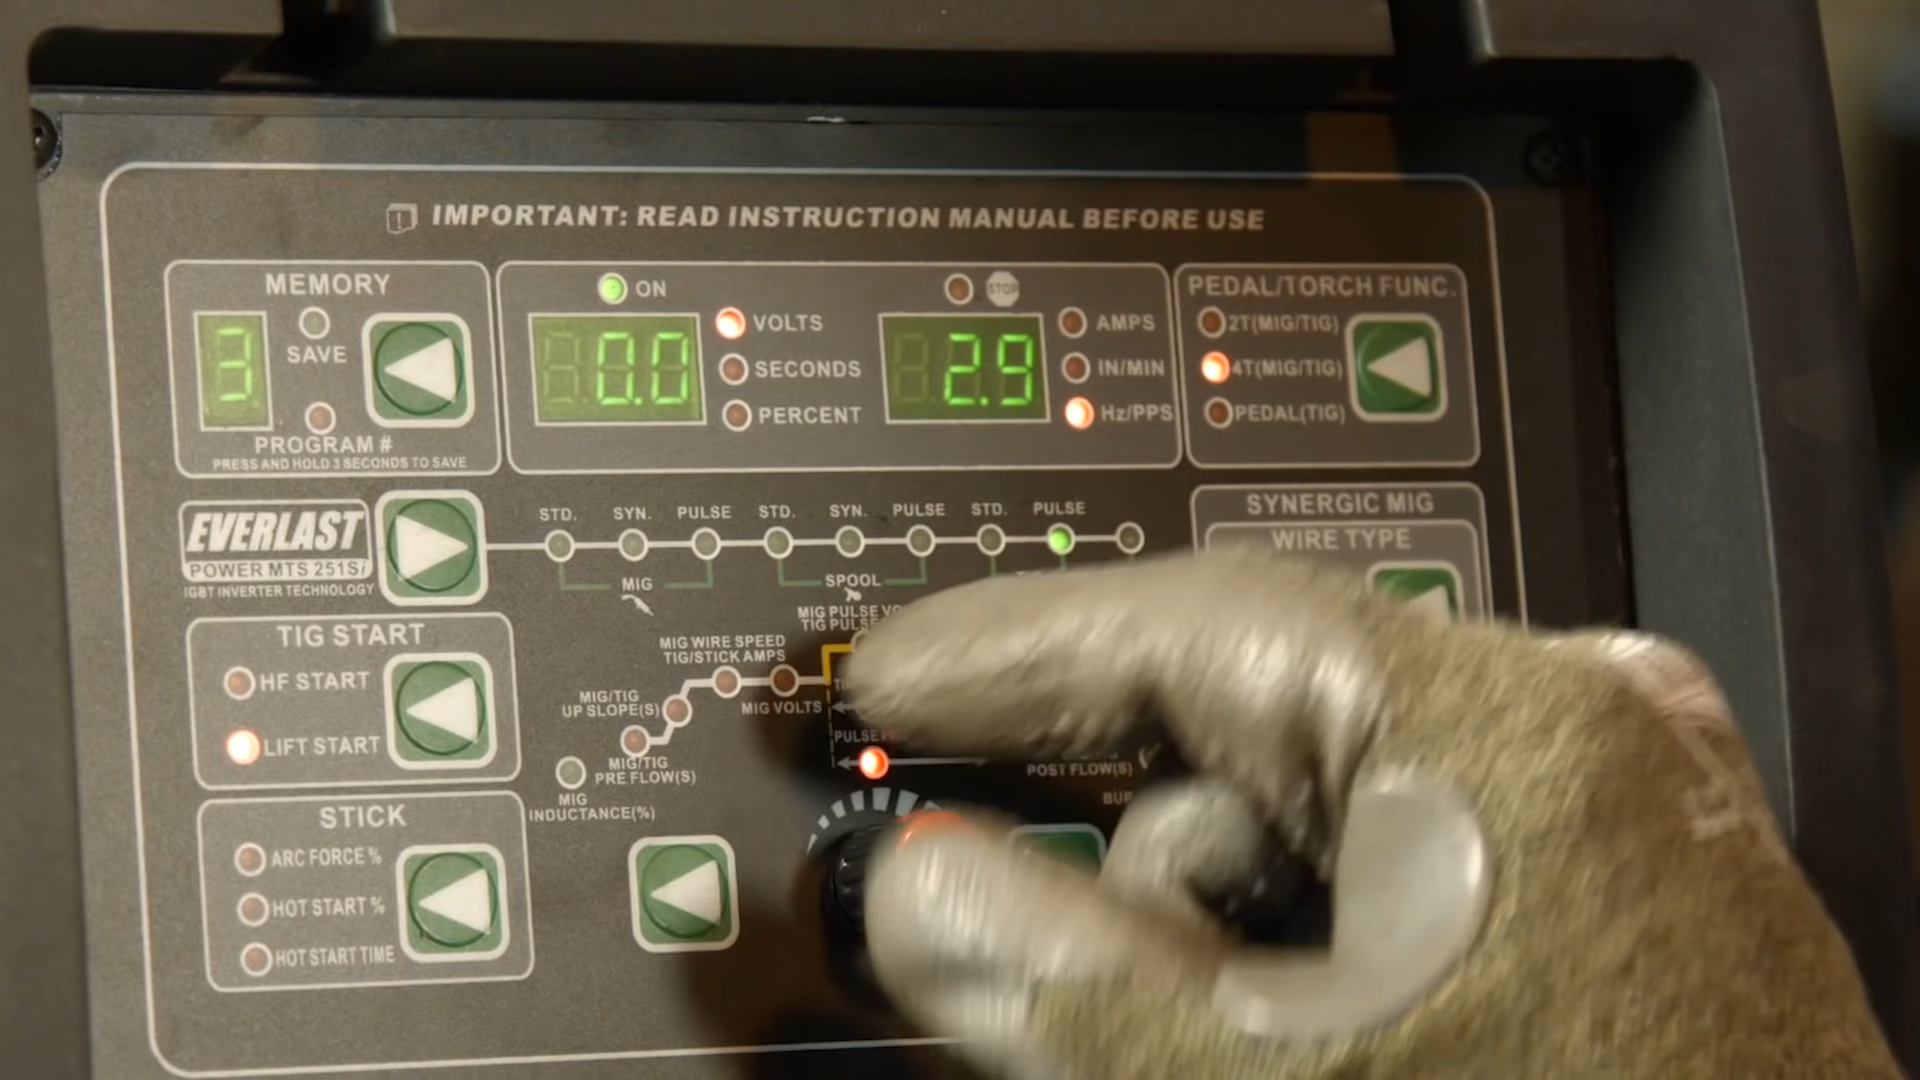 IMPORTANT: READ INSTRUCTION MANUAL BEFORE USE
MEMORY
3
SAVE
PROGRAM #
PRESS AND HOLD 3 SECONDS TO SAVE
ON
0.0
VOLTS
SECONDS
PERCENT
STOP
2.9
AMPS
IN/MIN
Hz/PPS
PEDAL/TORCH FUNC.
2T(MIG/TIG)
4T(MIG/TIG)
PEDAL(TIG)
EVERLAST
POWER MTS 251Si
IGBT INVERTER TECHNOLOGY
STD. SYN. PULSE STD. SYN. PULSE STD. PULSE
MIG
SPOOL
SYNERGIC MIG
WIRE TYPE
TIG START
HF START
LIFT START
MIG PULSE
TIG PULSE
MIG WIRE SPEED
TIG/STICK AMPS
MIG/TIG
UP SLOPE(S)
MIG VOLTS
MIG/TIG
PRE FLOW(S)
MIG
INDUCTANCE(%)
PULSE
POST FLOW(S)
STICK
ARC FORCE %
HOT START %
HOT START TIME